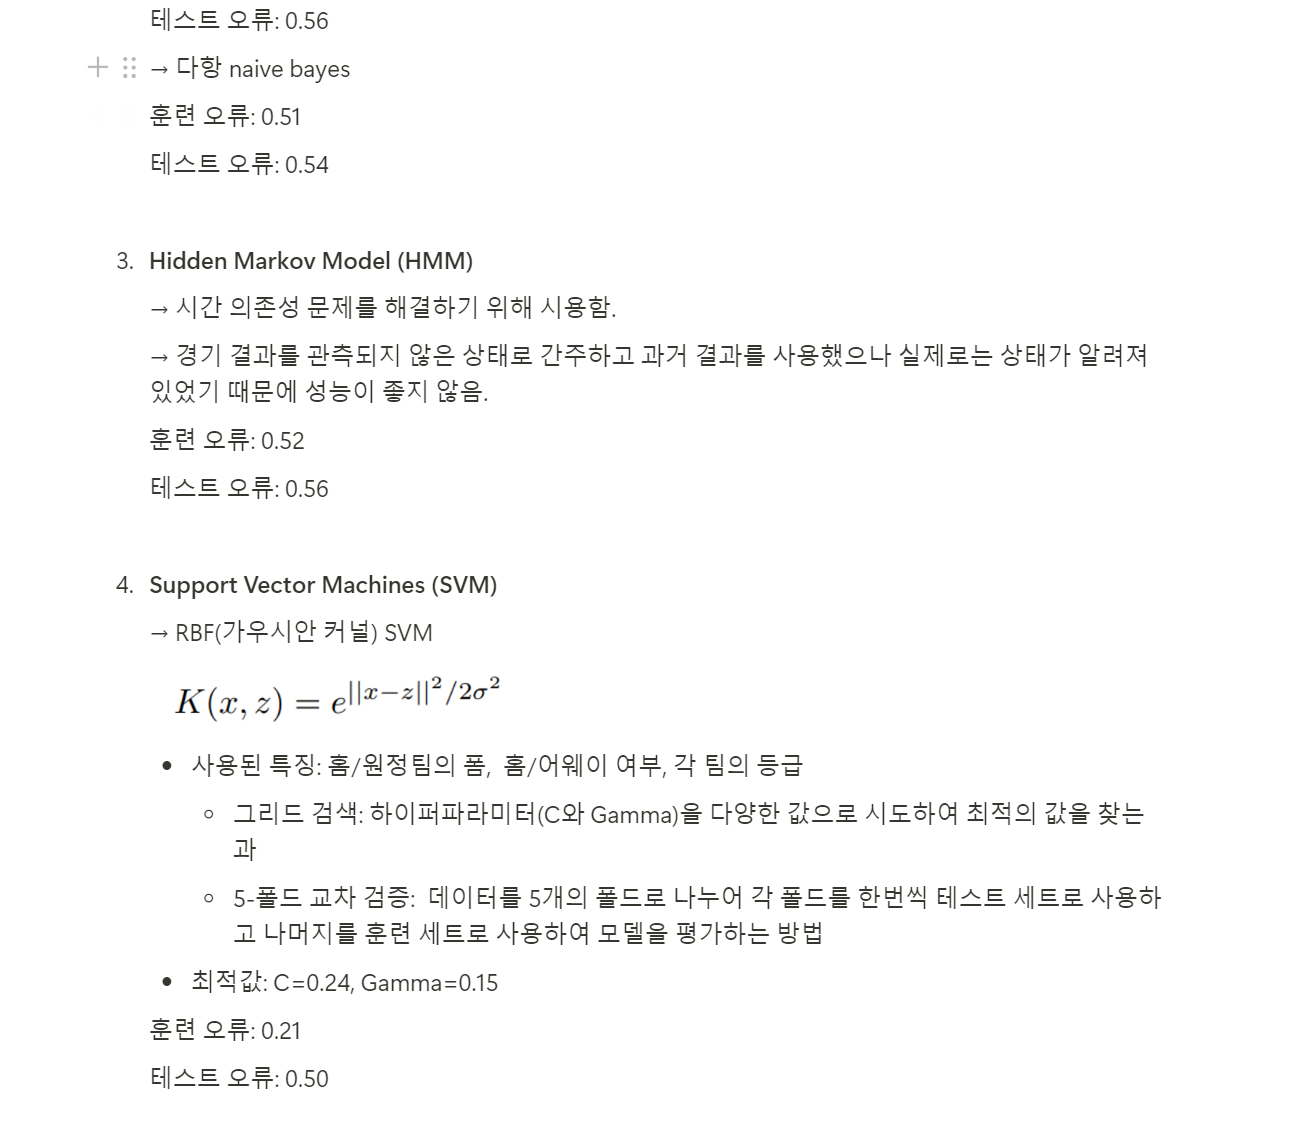 테스트 오류: 0.56
→ 다항 naive bayes
훈련 오류: 0.51
테스트 오류: 0.54
3. Hidden Markov Model (HMM)
→ 시간 의존성 문제를 해결하기 위해 시용함.
→ 경기 결과를 관측되지 않은 상태로 간주하고 과거 결과를 사용했으나 실제로는 상태가 알려져
있었기 때문에 성능이 좋지 않음.
훈련 오류: 0.52
테스트 오류: 0.56
4. Support Vector Machines (SVM)
→ RBF(가우시안 커널) SVM
K(x, z) = e^{||x−z||^2/2σ^2}
• 사용된 특징: 홈/원정팀의 폼, 홈/어웨이 여부, 각 팀의 등급
◦ 그리드 검색: 하이퍼파라미터(C와 Gamma)을 다양한 값으로 시도하여 최적의 값을 찾는
과
◦ 5-폴드 교차 검증: 데이터를 5개의 폴드로 나누어 각 폴드를 한번씩 테스트 세트로 사용하
고 나머지를 훈련 세트로 사용하여 모델을 평가하는 방법
• 최적값: C=0.24, Gamma=0.15
훈련 오류: 0.21
테스트 오류: 0.50